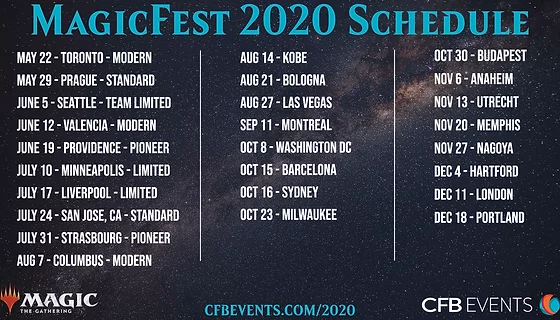 MAGICFEST 2020 SCHEDULE
MAY 22 - TORONTO - MODERN
MAY 29 - PRAGUE - STANDARD
JUNE 5 - SEATTLE - TEAM LIMITED
JUNE 12 - VALENCIA - MODERN
JUNE 19 - PROVIDENCE - PIONEER
JULY 10 - MINNEAPOLIS - LIMITED
JULY 17 - LIVERPOOL - LIMITED
JULY 24 - SAN JOSE, CA - STANDARD
JULY 31 - STRASBOURG - PIONEER
AUG 7 - COLUMBUS - MODERN
AUG 14 - KOBE
AUG 21 - BOLOGNA
AUG 27 - LAS VEGAS
SEP 11 - MONTREAL
OCT 8 - WASHINGTON DC
OCT 15 - BARCELONA
OCT 16 - SYDNEY
OCT 23 - MILWAUKEE
OCT 30 - BUDAPEST
NOV 6 - ANAHEIM
NOV 13 - UTRECHT
NOV 20 - MEMPHIS
NOV 27 - NAGOYA
DEC 4 - HARTFORD
DEC 11 - LONDON
DEC 18 - PORTLAND
MAGIC
THE GATHERING
CFBEVENTS.COM/2020
CFB EVENTS